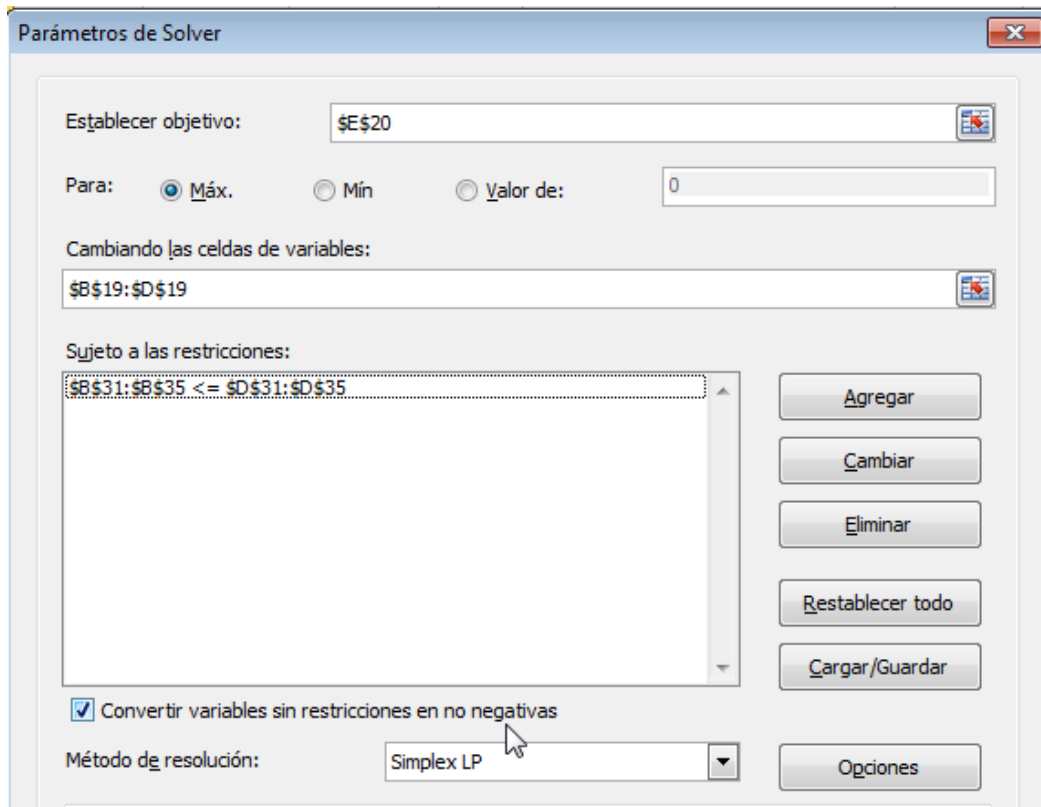 Parámetros de Solver
Establecer objetivo: $E$20
Para: Máx. Mín Valor de: 0
Cambiando las celdas de variables:
$B$19:$D$19
Sujeto a las restricciones:
$B$31:$B$35 <= $D$31:$D$35
Agregar
Cambiar
Eliminar
Restablecer todo
Cargar/Guardar
Convertir variables sin restricciones en no negativas
Método de resolución: Simplex LP Opciones